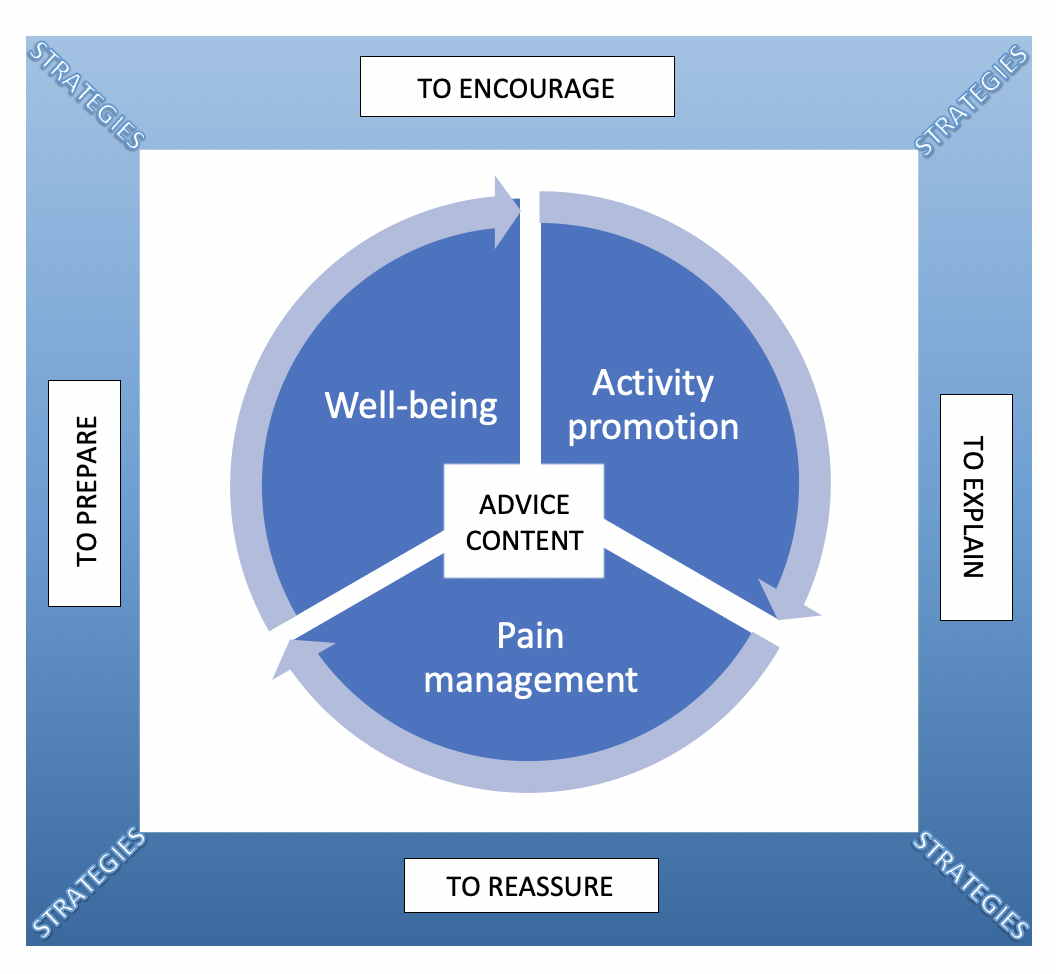 STRATEGIES
TO ENCOURAGE
STRATEGIES
Well-being
Activity
promotion
TO PREPARE
ADVICE
CONTENT
TO EXPLAIN
Pain
management
STRATEGIES
TO REASSURE
STRATEGIES